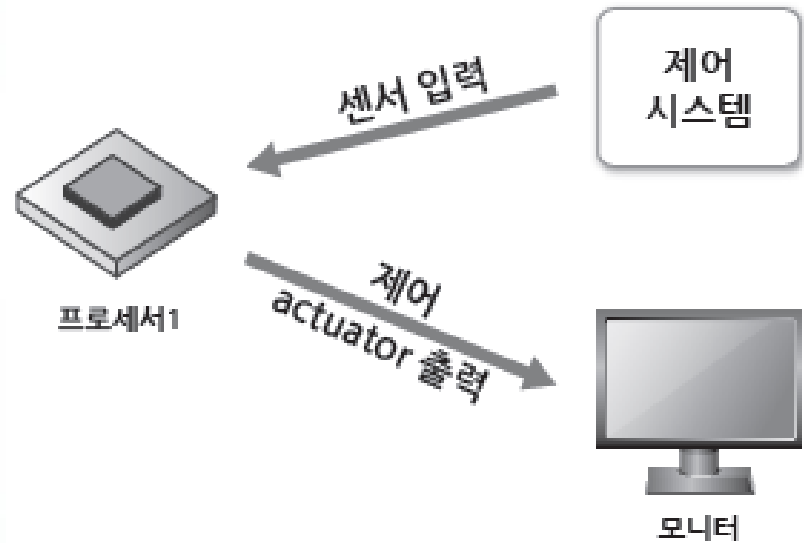 제어
시스템
센서 입력
프로세서1
제어
actuator 출력
모니터